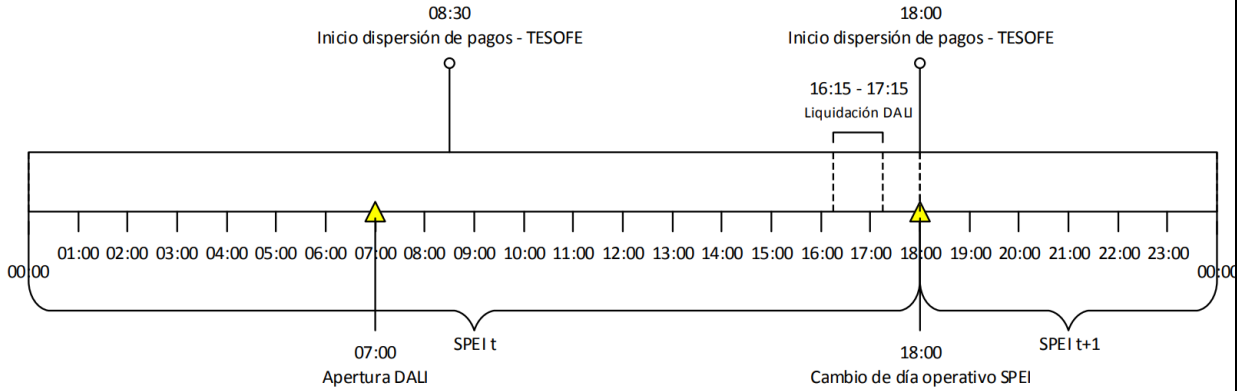 08:30
Inicio dispersión de pagos - TESOFE
18:00
Inicio dispersión de pagos - TESOFE
16:15 - 17:15
Liquidación DALI
01:00 02:00 03:00 04:00 05:00 06:00 07:00 08:00 09:00 10:00 11:00 12:00 13:00 14:00 15:00 16:00 17:00 18:00 19:00 20:00 21:00 22:00 23:00
00:00
00:00
SPEI t
SPEI t+1
07:00
Apertura DALI
18:00
Cambio de día operativo SPEI